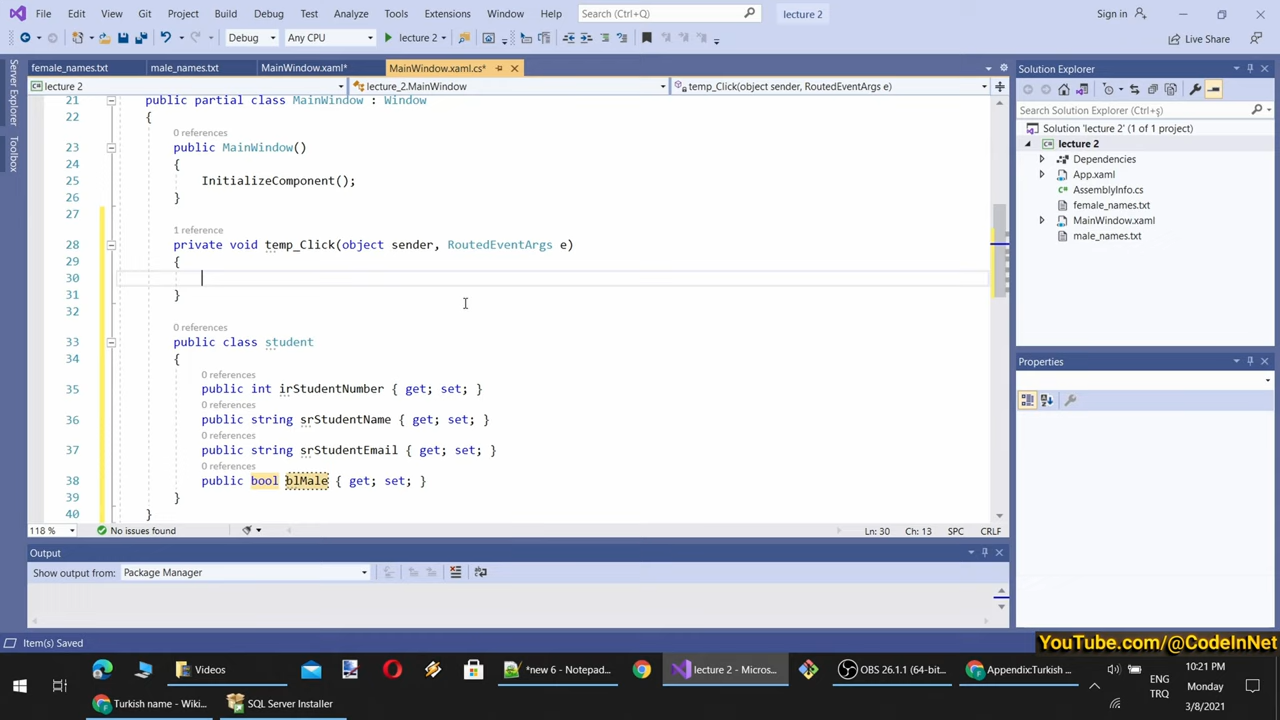 File Edit View Git Project Build Debug Test Analyze Tools Extensions Window Help Search (Ctrl+Q) lecture 2 Sign in
Debug Any CPU lecture 2 Live Share
female_names.txt male_names.txt MainWindow.xaml* MainWindow.xaml.cs*
lecture 2 lecture_2.MainWindow temp_Click(object sender, RoutedEventArgs e)
Server Explorer
Toolbox
21 public partial class MainWindow : Window
22 {
0 references
23 public MainWindow()
24 {
25 InitializeComponent();
26 }
27
1 reference
28 private void temp_Click(object sender, RoutedEventArgs e)
29 {
30
31 }
32
0 references
33 public class student
34 {
0 references
35 public int irStudentNumber { get; set; }
0 references
36 public string srStudentName { get; set; }
0 references
37 public string srStudentEmail { get; set; }
0 references
38 public bool blMale { get; set; }
39 }
40 }
118 % No issues found Ln: 30 Ch: 13 SPC CRLF
Output
Show output from: Package Manager
Item(s) Saved
Solution Explorer
Search Solution Explorer (Ctrl+ş)
Solution 'lecture 2' (1 of 1 project)
lecture 2
Dependencies
App.xaml
AssemblyInfo.cs
female_names.txt
MainWindow.xaml
male_names.txt
Properties
YouTube.com/@CodeInNet
Videos *new 6 - Notepad... lecture 2 - Micros... OBS 26.1.1 (64-bit... Appendix:Turkish ...
Turkish name - Wiki... SQL Server Installer
ENG
TRQ
10:21 PM
Monday
3/8/2021